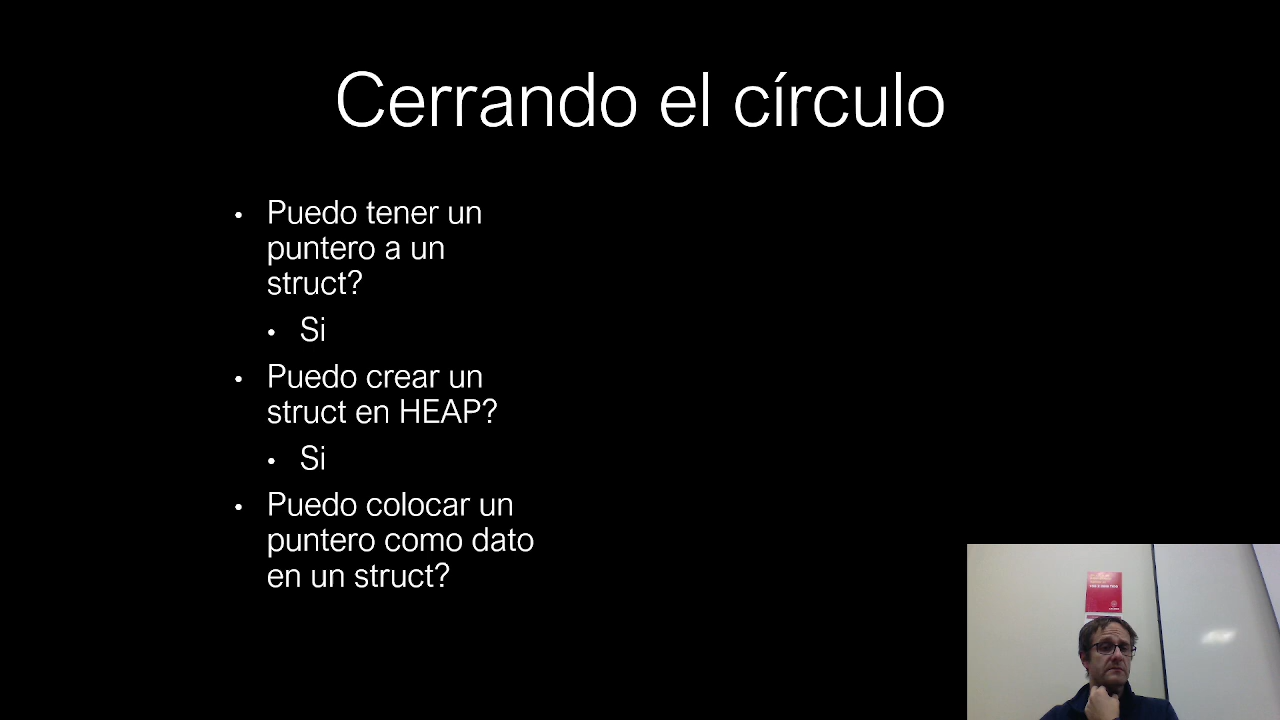 Cerrando el círculo
• Puedo tener un
puntero a un
struct?
• Si
• Puedo crear un
struct en HEAP?
• Si
• Puedo colocar un
puntero como dato
en un struct?